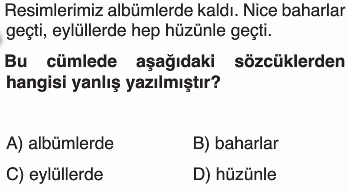 Resimlerimiz albümlerde kaldı. Nice baharlar
geçti, eylüllerde hep hüzünle geçti.
Bu cümlede aşağıdaki sözcüklerden
hangisi yanlış yazılmıştır?
A) albümlerde B) baharlar
C) eylüllerde D) hüzünle